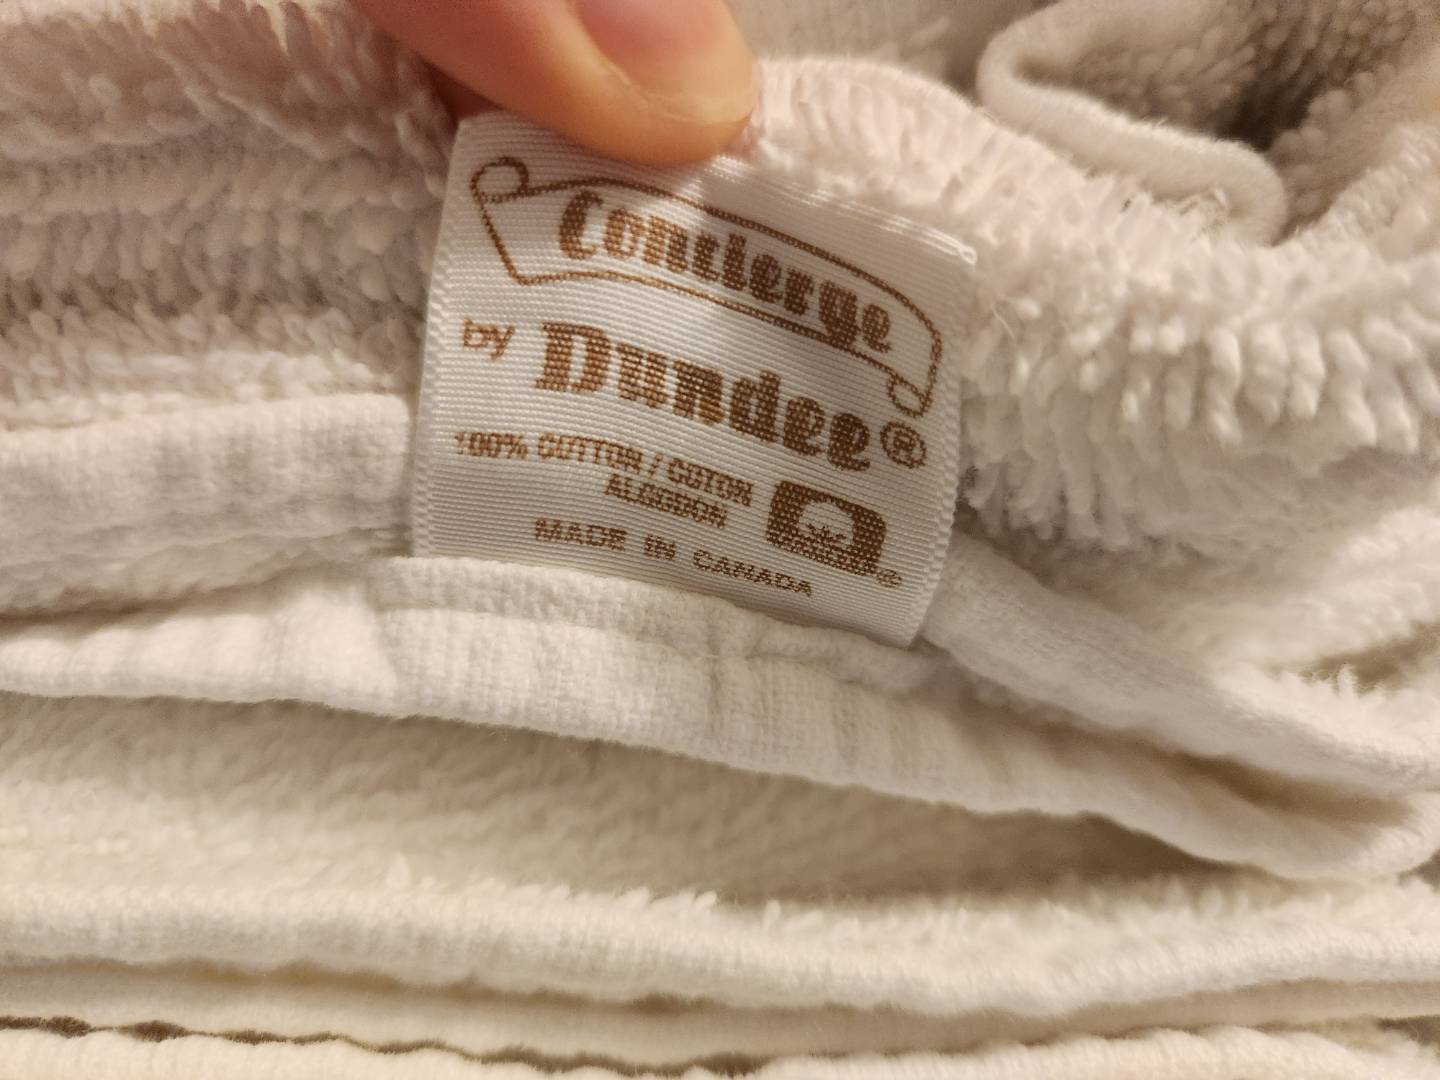 Concierge
by Dundee®
100% COTTON / COTON
ALGODON
MADE IN CANADA
®